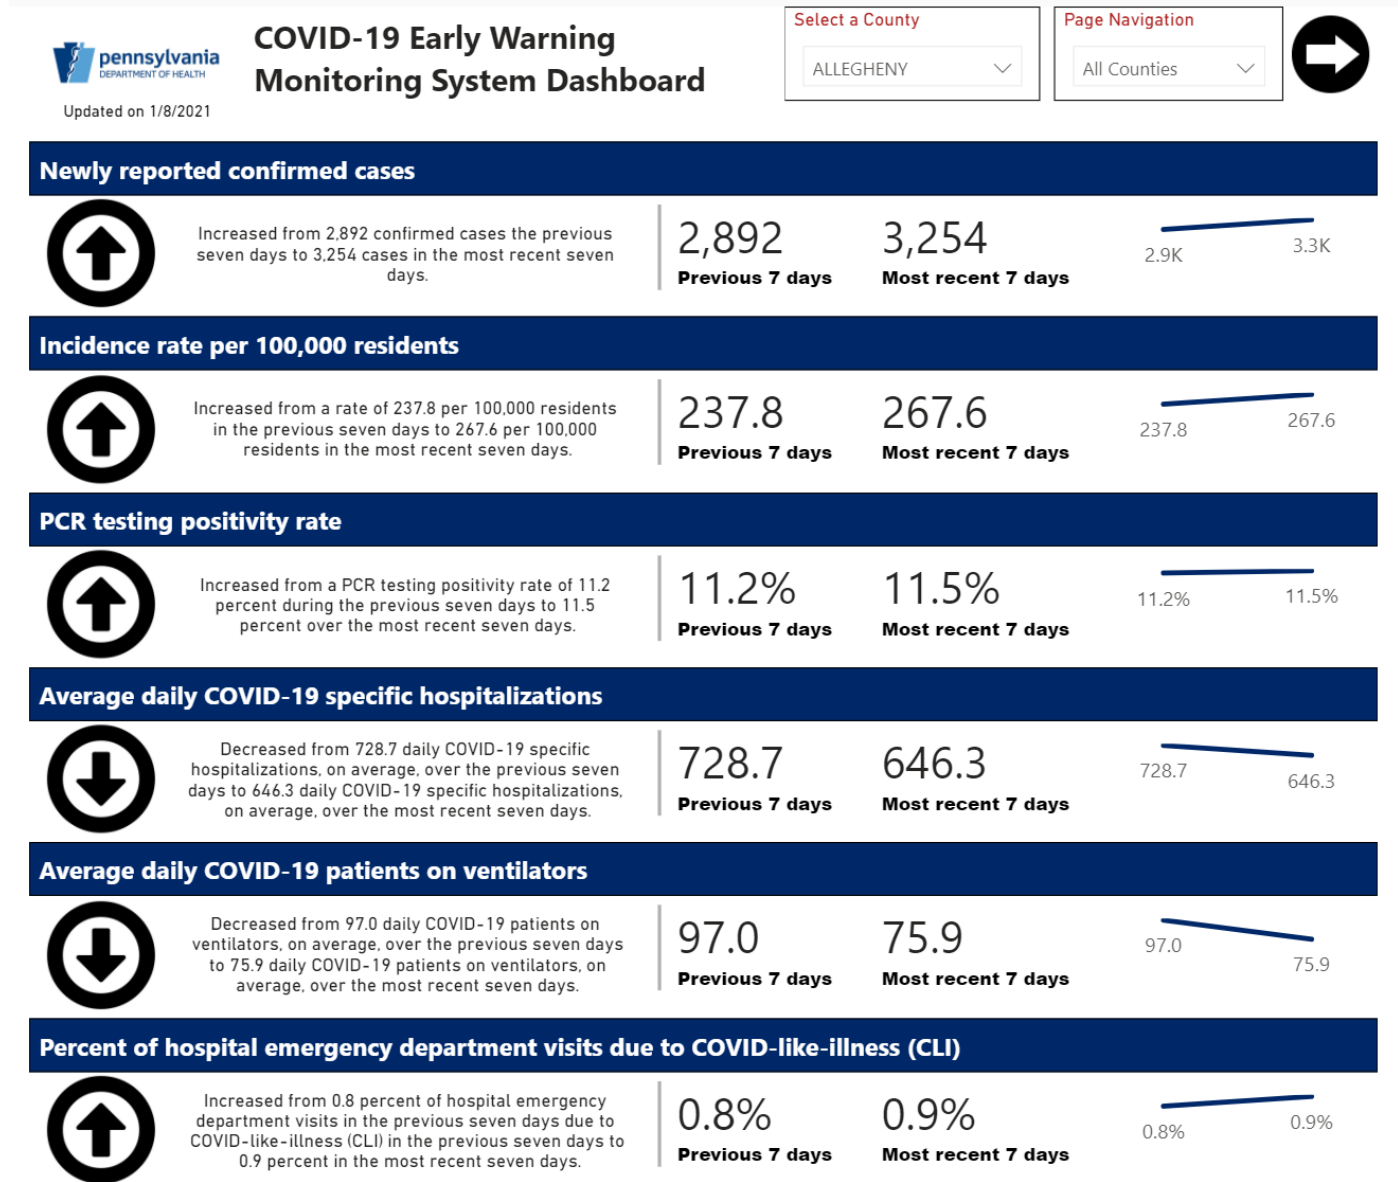 pennsylvania
DEPARTMENT OF HEALTH
Updated on 1/8/2021
COVID-19 Early Warning
Monitoring System Dashboard
Select a County
ALLEGHENY
Page Navigation
All Counties
Newly reported confirmed cases
Increased from 2,892 confirmed cases the previous
seven days to 3,254 cases in the most recent seven
days.
2,892
Previous 7 days
3,254
Most recent 7 days
2.9K
3.3K
Incidence rate per 100,000 residents
Increased from a rate of 237.8 per 100,000 residents
in the previous seven days to 267.6 per 100,000
residents in the most recent seven days.
237.8
Previous 7 days
267.6
Most recent 7 days
237.8
267.6
PCR testing positivity rate
Increased from a PCR testing positivity rate of 11.2
percent during the previous seven days to 11.5
percent over the most recent seven days.
11.2%
Previous 7 days
11.5%
Most recent 7 days
11.2%
11.5%
Average daily COVID-19 specific hospitalizations
Decreased from 728.7 daily COVID-19 specific
hospitalizations, on average, over the previous seven
days to 646.3 daily COVID-19 specific hospitalizations,
on average, over the most recent seven days.
728.7
Previous 7 days
646.3
Most recent 7 days
728.7
646.3
Average daily COVID-19 patients on ventilators
Decreased from 97.0 daily COVID-19 patients on
ventilators, on average, over the previous seven days
to 75.9 daily COVID-19 patients on ventilators, on
average, over the most recent seven days.
97.0
Previous 7 days
75.9
Most recent 7 days
97.0
75.9
Percent of hospital emergency department visits due to COVID-like-illness (CLI)
Increased from 0.8 percent of hospital emergency
department visits in the previous seven days due to
COVID-like-illness (CLI) in the previous seven days to
0.9 percent in the most recent seven days.
0.8%
Previous 7 days
0.9%
Most recent 7 days
0.8%
0.9%